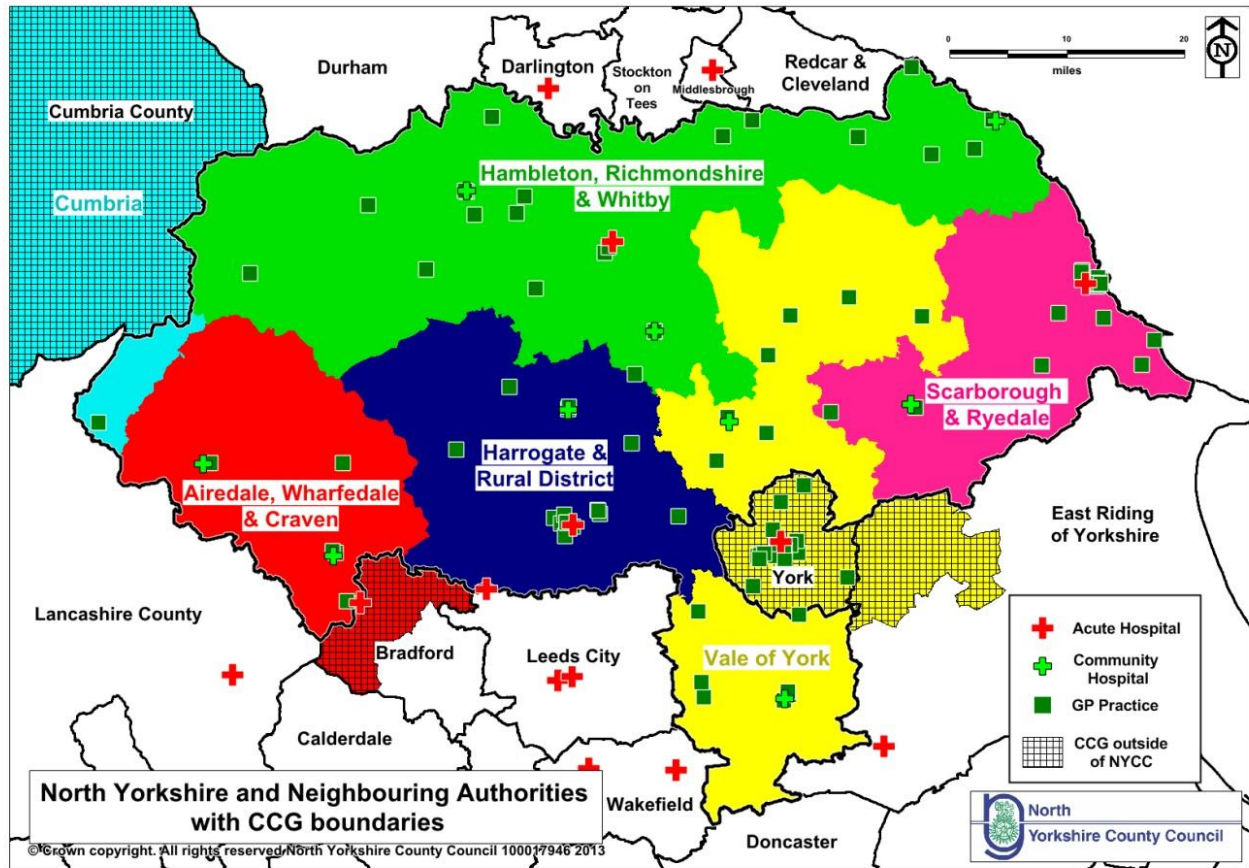 Durham
Darlington
Stockton
on
Tees
Middlesbrough
Redcar &
Cleveland
0 10 20
miles
N
Cumbria County
Cumbria
Hambleton, Richmondshire
& Whitby
Scarborough
& Ryedale
Harrogate &
Rural District
Airedale, Wharfedale
& Craven
East Riding
of Yorkshire
York
Lancashire County
Bradford
Leeds City
Vale of York
Calderdale
Wakefield
Doncaster
Acute Hospital
Community
Hospital
GP Practice
CCG outside
of NYCC
North Yorkshire and Neighbouring Authorities
with CCG boundaries
© Crown copyright. All rights reserved North Yorkshire County Council 100017946 2013
North
Yorkshire County Council